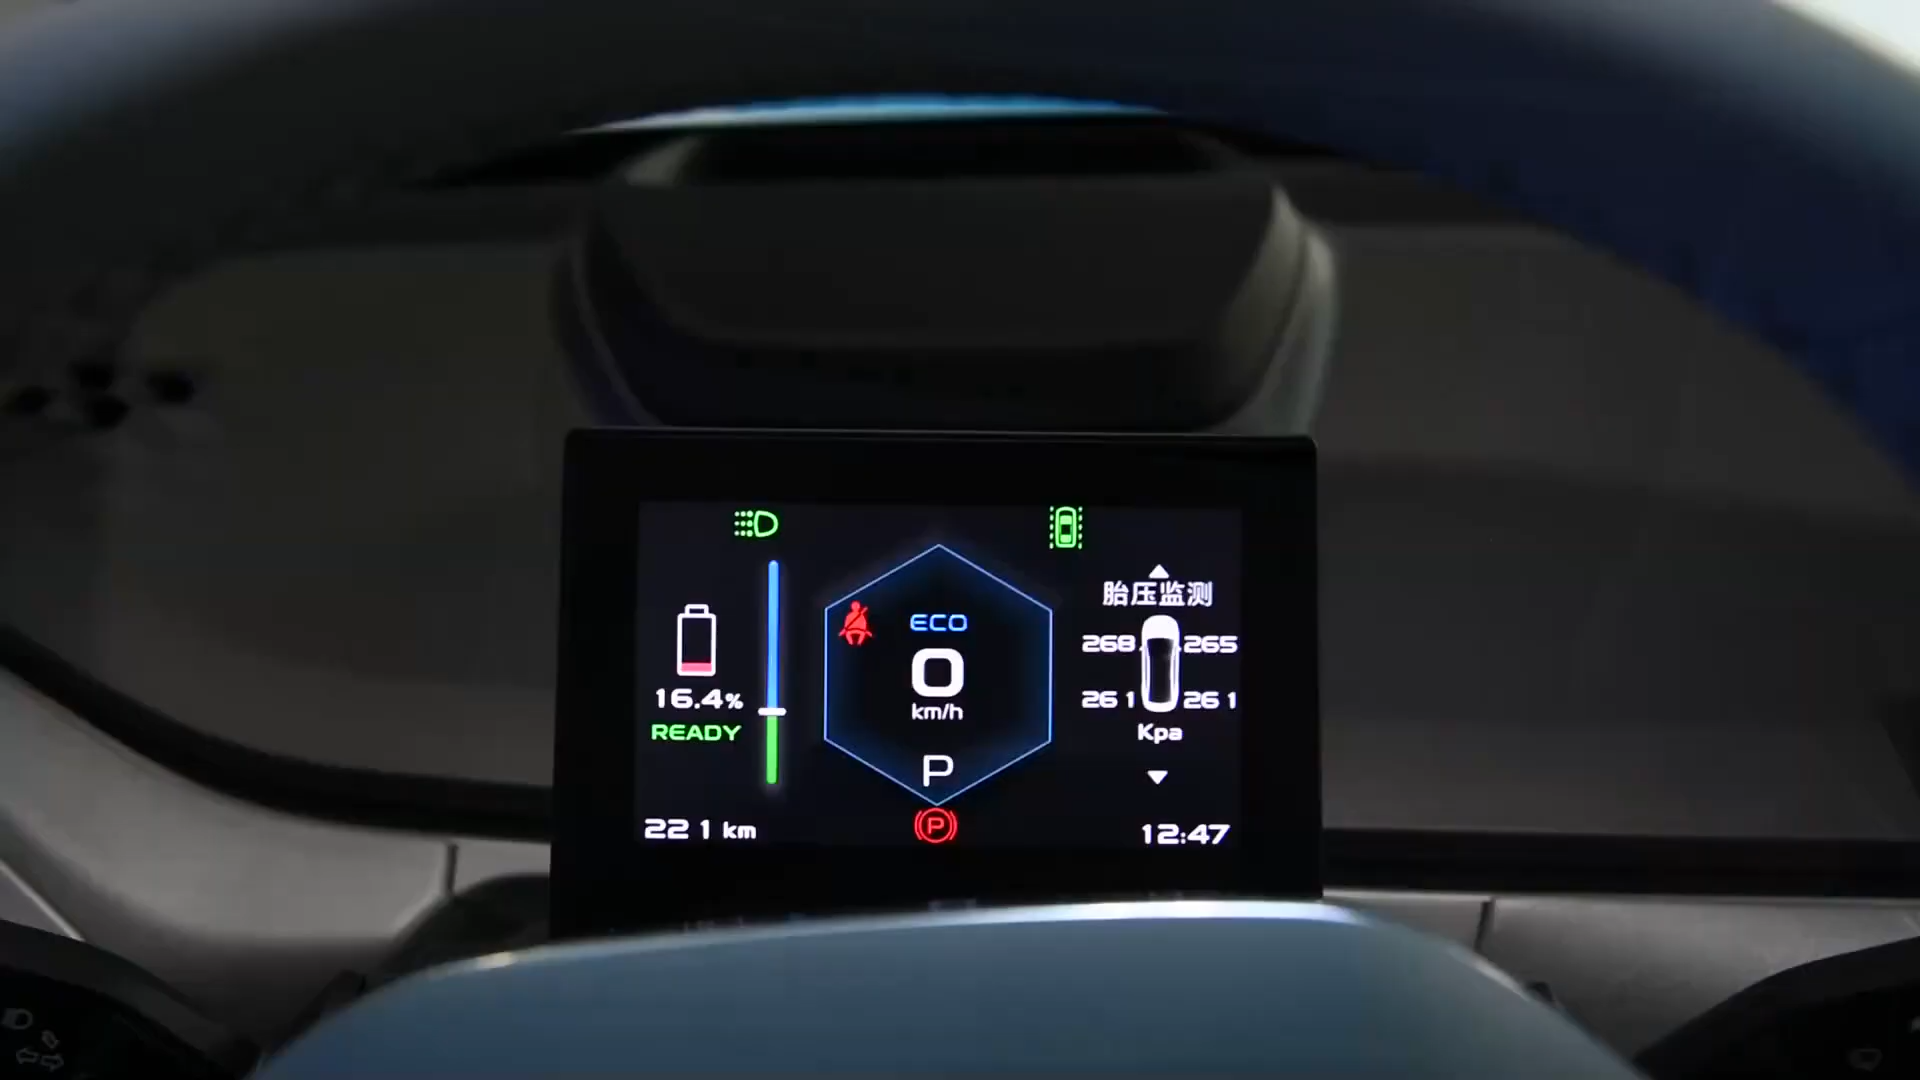 胎压监测
268 265
ECO
0
km/h
16.4%
261 261
READY
Kpa
P
P
221 km
12:47